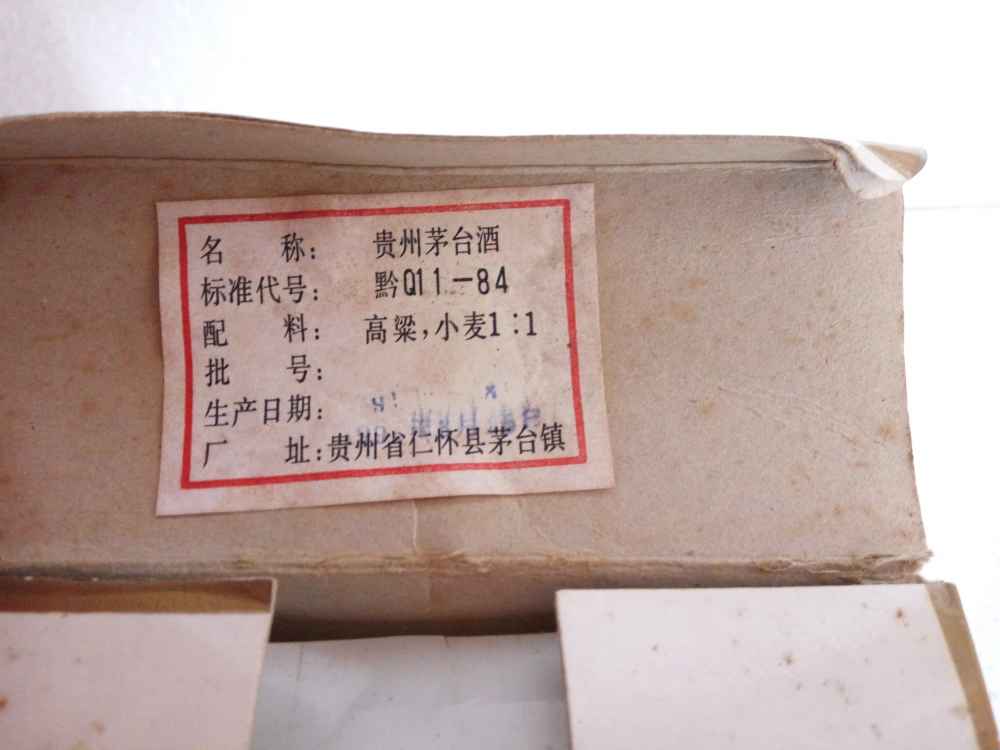 名 称： 贵州茅台酒
标准代号： 黔Q11-84
配 料： 高粱，小麦1：1
批 号：
生产日期：
厂 址：贵州省仁怀县茅台镇